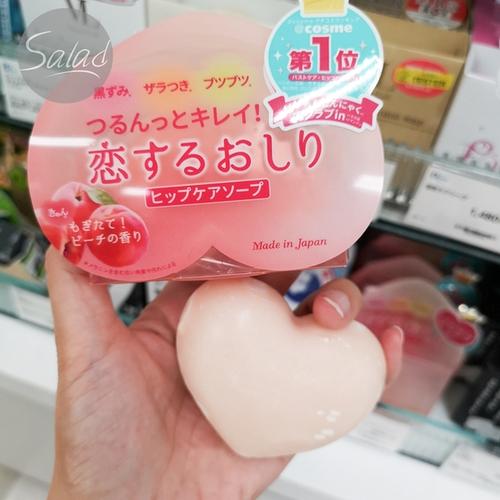 Salad
@cosme
第1位
黒ずみ、ザラつき、ブツブツ、
つるんっとキレイ!
恋するおしり
ヒップケアソープ
もぎたて!
ピーチの香り
Made in Japan